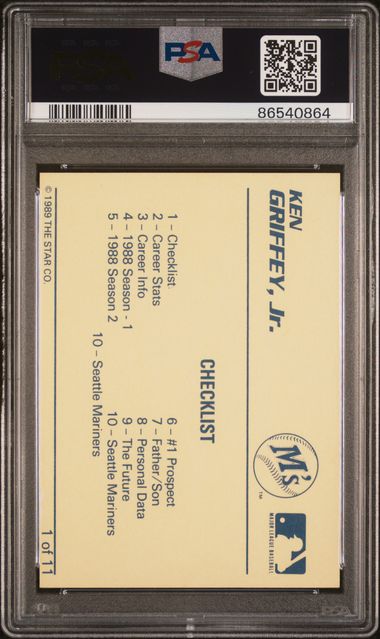 PSA
86540864
KEN
GRIFFEY, Jr.
M's
TM
MAJOR LEAGUE BASEBALL
CHECKLIST
1 – Checklist
2 – Career Stats
3 – Career Info
4 – 1988 Season - 1
5 – 1988 Season 2
6 – #1 Prospect
7 – Father/Son
8 – Personal Data
9 – The Future
10 – Seattle Mariners
10 – Seattle Mariners
© 1989 THE STAR CO.
1 of 11